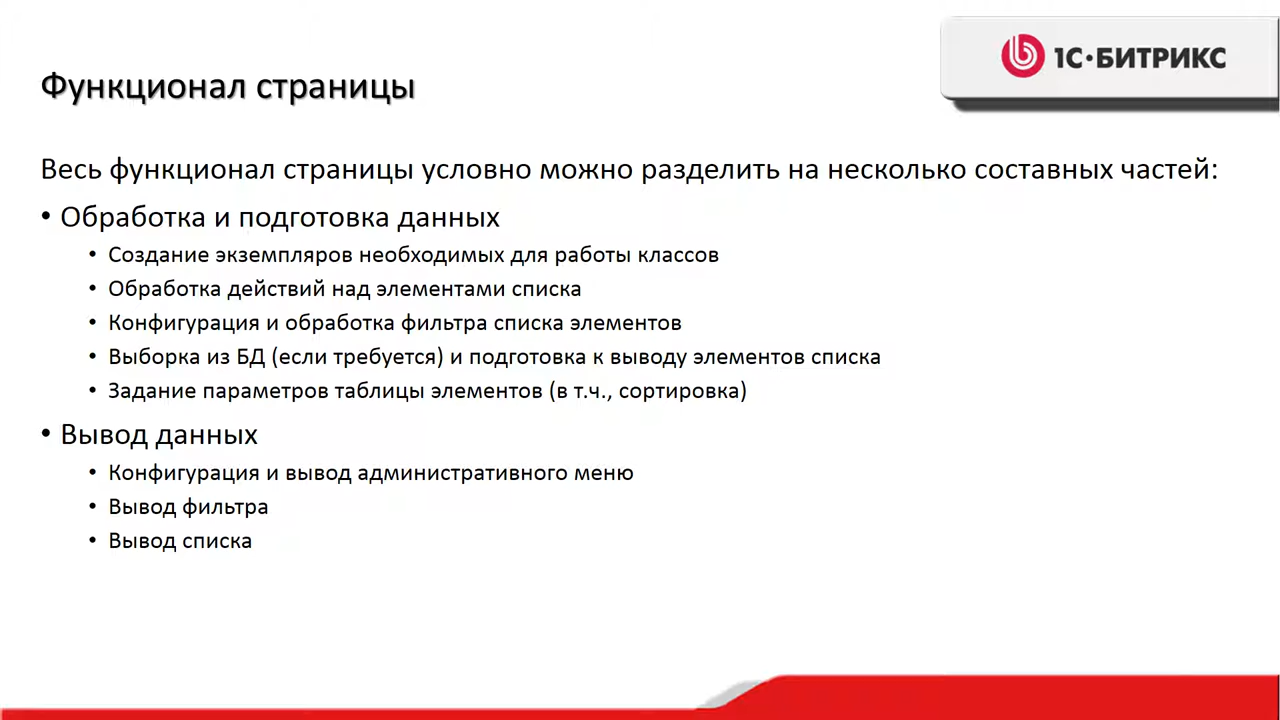 1С·БИТРИКС
Функционал страницы
Весь функционал страницы условно можно разделить на несколько составных частей:
• Обработка и подготовка данных
• Создание экземпляров необходимых для работы классов
• Обработка действий над элементами списка
• Конфигурация и обработка фильтра списка элементов
• Выборка из БД (если требуется) и подготовка к выводу элементов списка
• Задание параметров таблицы элементов (в т.ч., сортировка)
• Вывод данных
• Конфигурация и вывод административного меню
• Вывод фильтра
• Вывод списка